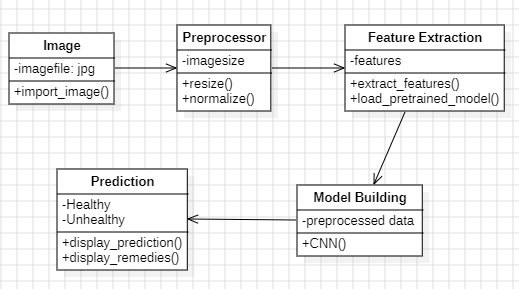 Image
-imagefile: jpg
+import_image()
Preprocessor
-imagesize
+resize()
+normalize()
Feature Extraction
-features
+extract_features()
+load_pretrained_model()
Model Building
-preprocessed data
+CNN()
Prediction
-Healthy
-Unhealthy
+display_prediction()
+display_remedies()